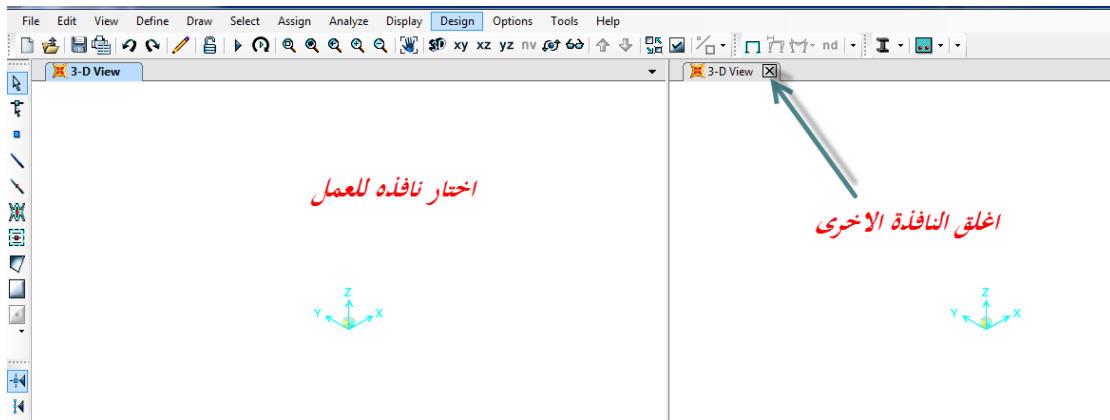 File Edit View Define Draw Select Assign Analyze Display Design Options Tools Help
3D xy xz yz nv nd
3-D View
3-D View
اختار نافذه للعمل
اغلق النافذة الاخرى
Z
Y X
Z
Y X